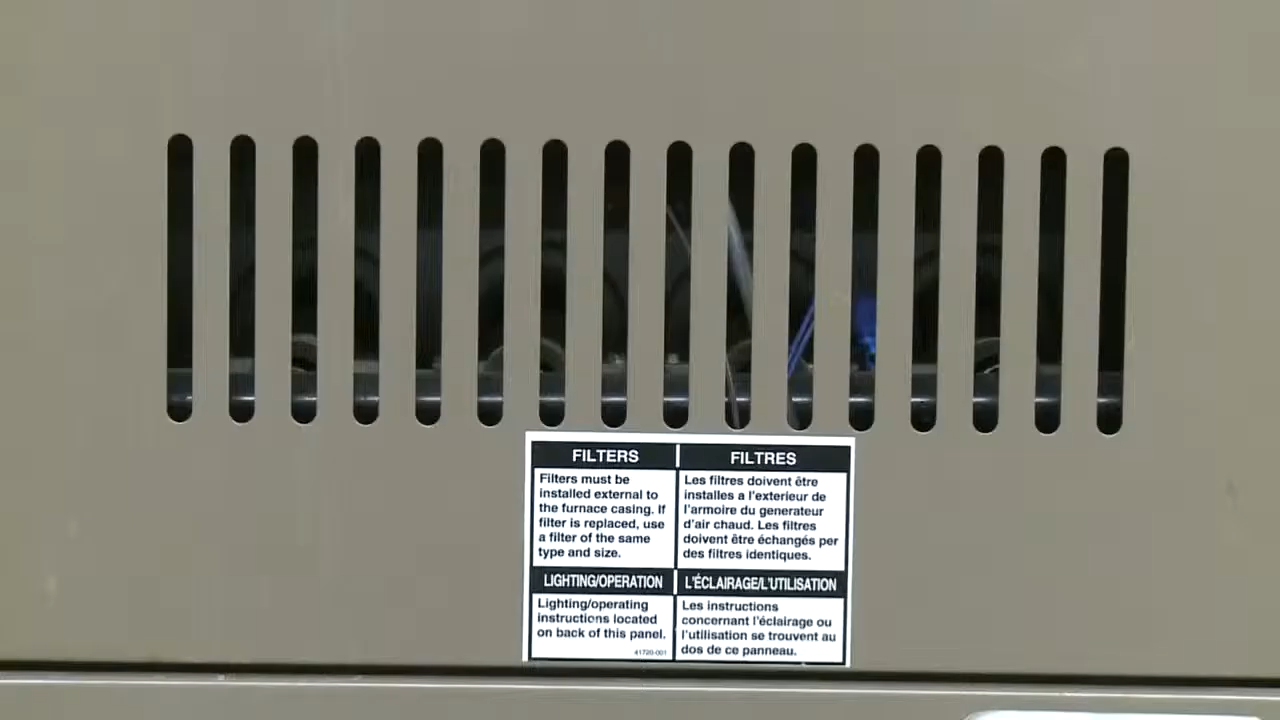 FILTERS
Filters must be
installed external to
the furnace casing. If
filter is replaced, use
a filter of the same
type and size.
FILTRES
Les filtres doivent être
installes a l'exterieur de
l'armoire du generateur
d'air chaud. Les filtres
doivent être échangés per
des filtres identiques.
LIGHTING/OPERATION
Lighting/operating
instructions located
on back of this panel.
41720-001
L'ÉCLAIRAGE/L'UTILISATION
Les instructions
concernant l'éclairage ou
l'utilisation se trouvent au
dos de ce panneau.